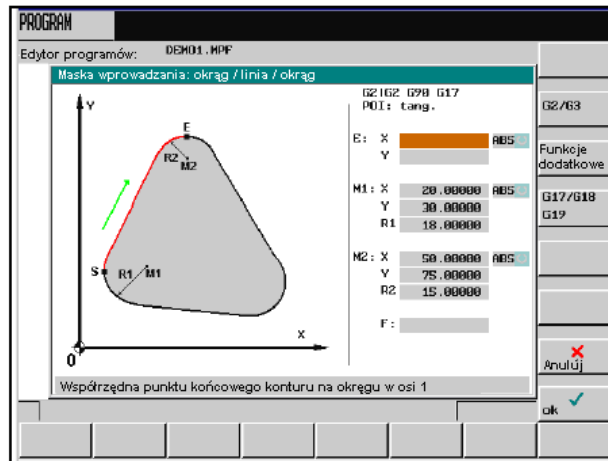 PROGRAM
Edytor programów: DEMO1.MPF
Maska wprowadzania: okrąg / linia / okrąg
G2|G2 G90 G17
POI: tang.
Y
E
R2
M2
S
R1
M1
X
0
E: X ABS
Y
M1: X 20.00000 ABS
Y 30.00000
R1 18.00000
M2: X 50.00000 ABS
Y 75.00000
R2 15.00000
F:
Współrzędna punktu końcowego konturu na okręgu w osi 1
G2/G3
Funkcje
dodatkowe
G17/G18
G19
Anuluj
ok